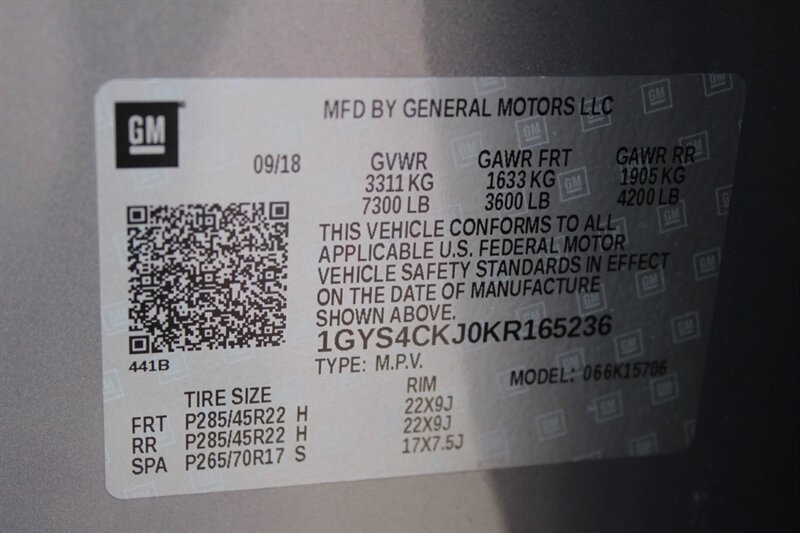 GM
MFD BY GENERAL MOTORS LLC
09/18
GVWR GAWR FRT GAWR RR
3311 KG 1633 KG 1905 KG
7300 LB 3600 LB 4200 LB
THIS VEHICLE CONFORMS TO ALL
APPLICABLE U.S. FEDERAL MOTOR
VEHICLE SAFETY STANDARDS IN EFFECT
ON THE DATE OF MANUFACTURE
SHOWN ABOVE.
1GYS4CKJ0KR165236
441B
TYPE: M.P.V. MODEL: 066K15706
TIRE SIZE RIM
FRT P285/45R22 H 22X9J
RR P285/45R22 H 22X9J
SPA P265/70R17 S 17X7.5J